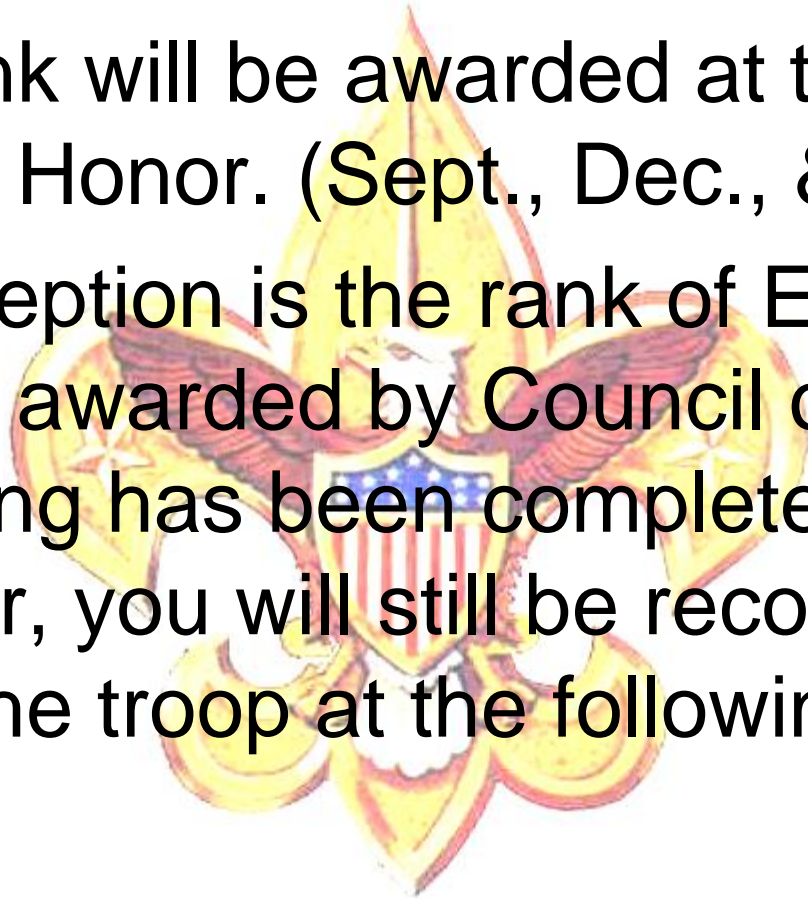 nk will be awarded at t
Honor. (Sept., Dec., &
eption is the rank of E
awarded by Council c
ng has been complete
r, you will still be reco
ne troop at the followin